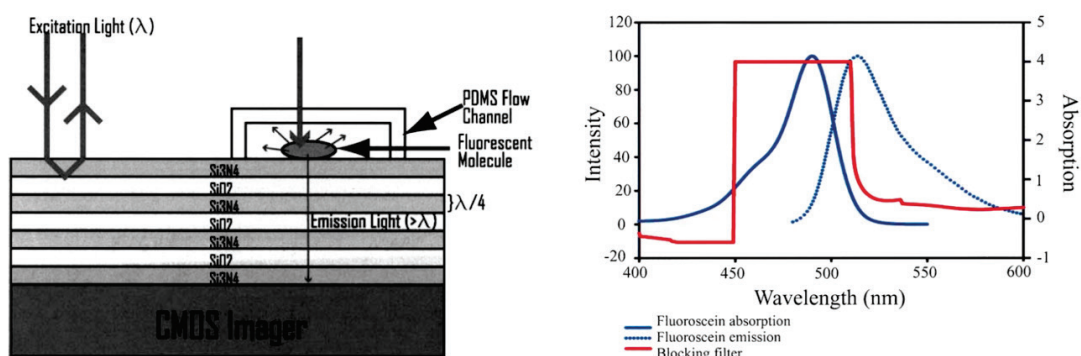 Excitation Light (λ)
PDMS Flow
Channel
Fluorescent
Molecule
Si3N4
SiO2
Si3N4
SiO2
Si3N4
SiO2
Si3N4
}λ/4
Emission Light (>λ)
CMOS Imager
Intensity
120
100
80
60
40
20
0
-20
5
4
3
2
1
0
-1
Absorption
400
450
500
550
600
Wavelength (nm)
Fluoroscein absorption
Fluoroscein emission
Blocking filter